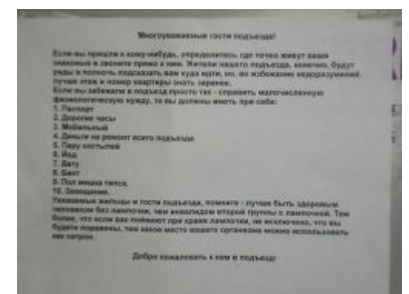 Многоуважаемые гости подъезда!
Если вы пришли к кому-нибудь, определитесь где точно живут ваши
знакомые и звоните прямо к ним. Жители нашего подъезда, конечно, будут
рады в полночь подсказать вам куда идти, но, во избежание недоразумений,
лучше этаж и номер квартиры знать заранее.
Если вы забежали в подъезд просто так - справить малочисленную
физиологическую нужду, то вы должны иметь при себе:
1. Паспорт
2. Дорогие часы
3. Мобильный
4. Деньги на ремонт всего подъезда
5. Пару костылей
6. Йод
7. Вату
8. Бинт
9. Пол мешка гипса.
10. Завещание.
Уважаемые жильцы и гости подъезда, помните - лучше быть здоровым
человеком без лампочки, чем инвалидом второй группы с лампочкой. Тем
более, что если вас поймают при краже лампочки, не исключено, что вы
будете поражены, тем какое место вашего организма можно использовать
как патрон.
Добро пожаловать к нам в подъезд!